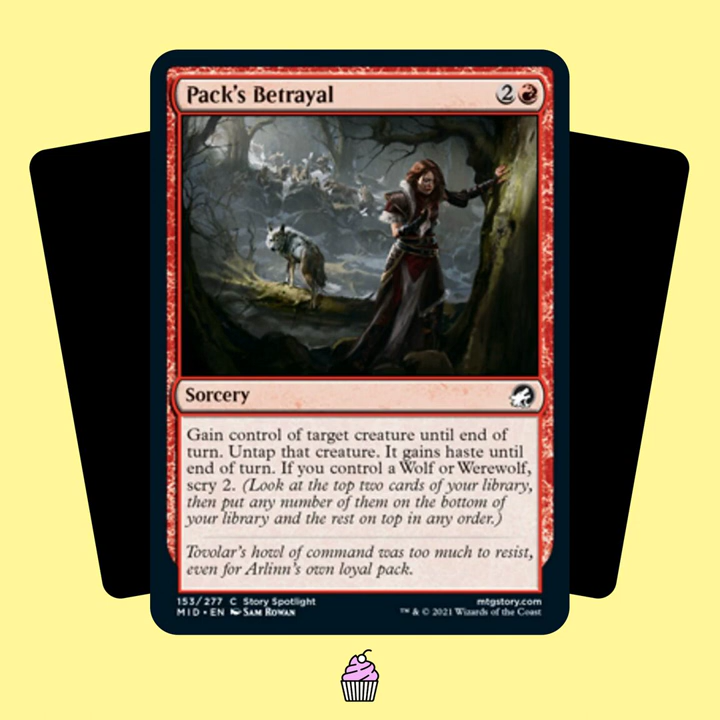 Pack's Betrayal 2
Sorcery
Gain control of target creature until end of
turn. Untap that creature. It gains haste until
end of turn. If you control a Wolf or Werewolf,
scry 2. (Look at the top two cards of your library,
then put any number of them on the bottom of
your library and the rest on top in any order.)
Tovolar's howl of command was too much to resist,
even for Arlinn's own loyal pack.
153/277 C Story Spotlight mtgstory.com
MID • EN Sam Rowan ™ & © 2021 Wizards of the Coast